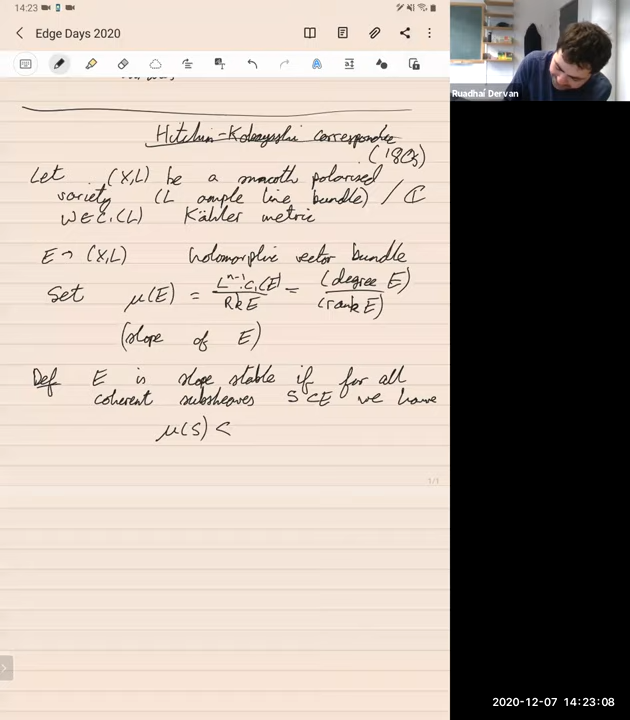 14:23
Edge Days 2020
Hitchin-Kobayashi correspondence
('80s)
Let (X,L) be a smooth polarised
variety (L ample line bundle) / ℂ
ω ∈ c₁(L) Kähler metric
E → (X,L) holomorphic vector bundle
Set μ(E) = L^{n-1}.c₁(E) / Rk E = (degree E) / (rank E)
(slope of E)
Def E is slope stable if for all
coherent subsheaves S ⊂ E we have
μ(S) <
1/1
Ruadhaí Dervan
2020-12-07 14:23:08